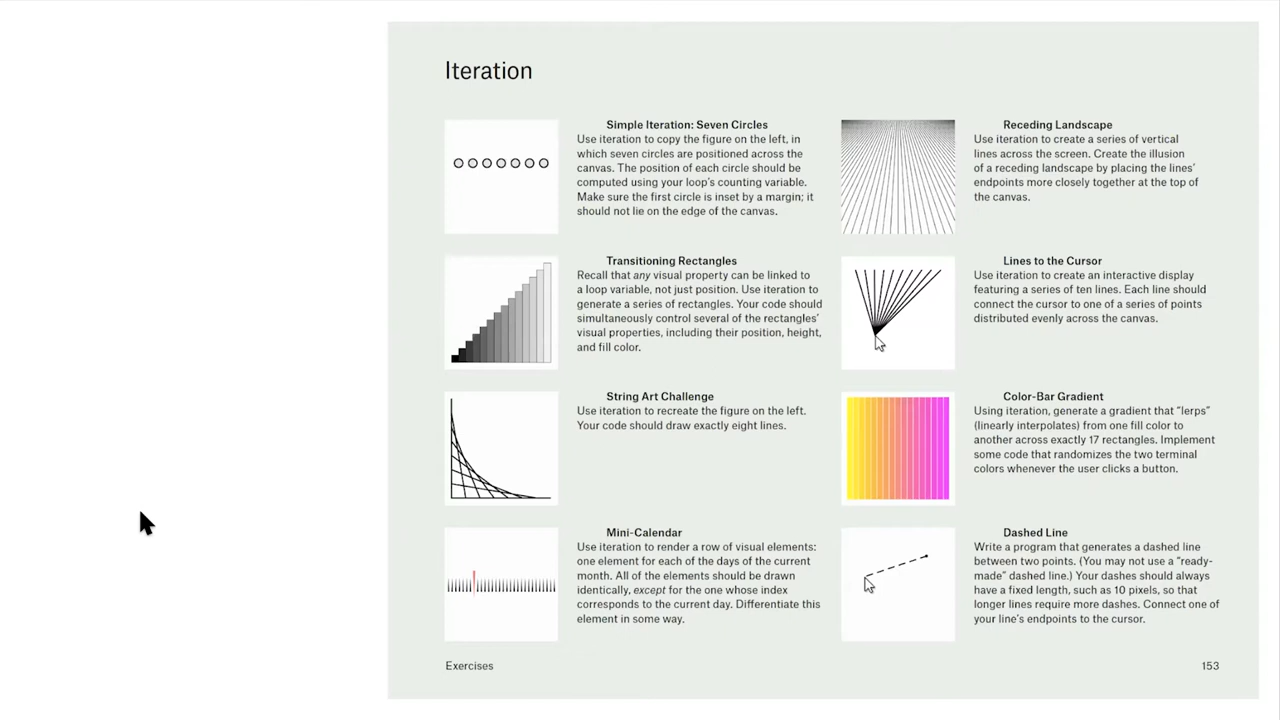 Iteration
Simple Iteration: Seven Circles
Use iteration to copy the figure on the left, in
which seven circles are positioned across the
canvas. The position of each circle should be
computed using your loop’s counting variable.
Make sure the first circle is inset by a margin; it
should not lie on the edge of the canvas.
Transitioning Rectangles
Recall that any visual property can be linked to
a loop variable, not just position. Use iteration to
generate a series of rectangles. Your code should
simultaneously control several of the rectangles’
visual properties, including their position, height,
and fill color.
String Art Challenge
Use iteration to recreate the figure on the left.
Your code should draw exactly eight lines.
Mini-Calendar
Use iteration to render a row of visual elements:
one element for each of the days of the current
month. All of the elements should be drawn
identically, except for the one whose index
corresponds to the current day. Differentiate this
element in some way.
Receding Landscape
Use iteration to create a series of vertical
lines across the screen. Create the illusion
of a receding landscape by placing the lines’
endpoints more closely together at the top of
the canvas.
Lines to the Cursor
Use iteration to create an interactive display
featuring a series of ten lines. Each line should
connect the cursor to one of a series of points
distributed evenly across the canvas.
Color-Bar Gradient
Using iteration, generate a gradient that “lerps”
(linearly interpolates) from one fill color to
another across exactly 17 rectangles. Implement
some code that randomizes the two terminal
colors whenever the user clicks a button.
Dashed Line
Write a program that generates a dashed line
between two points. (You may not use a “ready-
made” dashed line.) Your dashes should always
have a fixed length, such as 10 pixels, so that
longer lines require more dashes. Connect one of
your line’s endpoints to the cursor.
Exercises
153